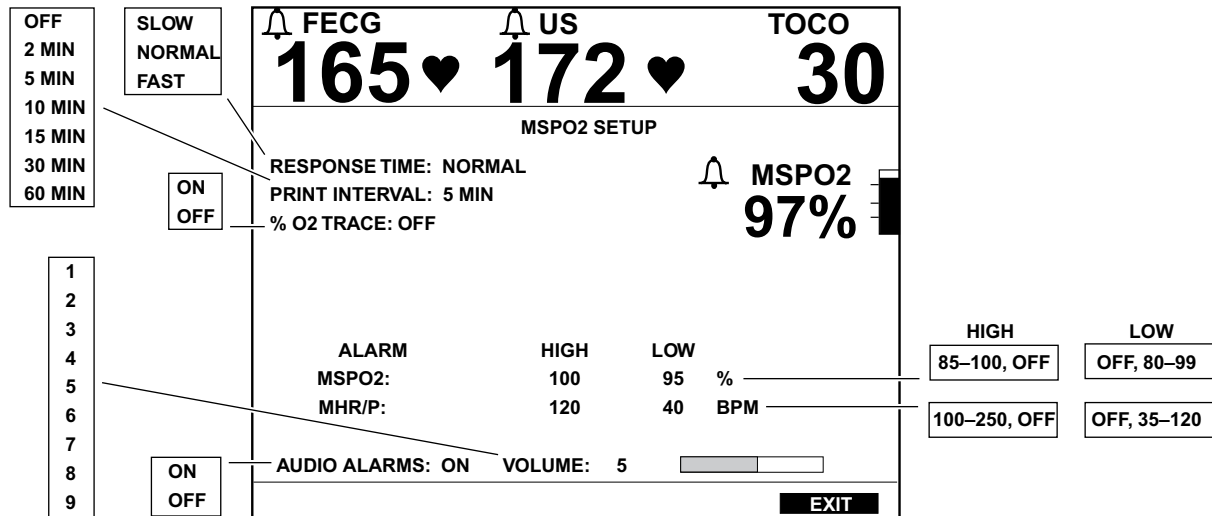 OFF
2 MIN
5 MIN
10 MIN
15 MIN
30 MIN
60 MIN
SLOW
NORMAL
FAST
FECG
US
TOCO
165 ♥ 172 ♥ 30
MSPO2 SETUP
RESPONSE TIME: NORMAL
PRINT INTERVAL: 5 MIN
% O2 TRACE: OFF
ON
OFF
MSPO2
97%
1
2
3
4
5
6
7
8
9
ALARM HIGH LOW
MSPO2: 100 95 %
MHR/P: 120 40 BPM
HIGH LOW
85–100, OFF OFF, 80–99
100–250, OFF OFF, 35–120
ON
OFF
AUDIO ALARMS: ON VOLUME: 5
EXIT